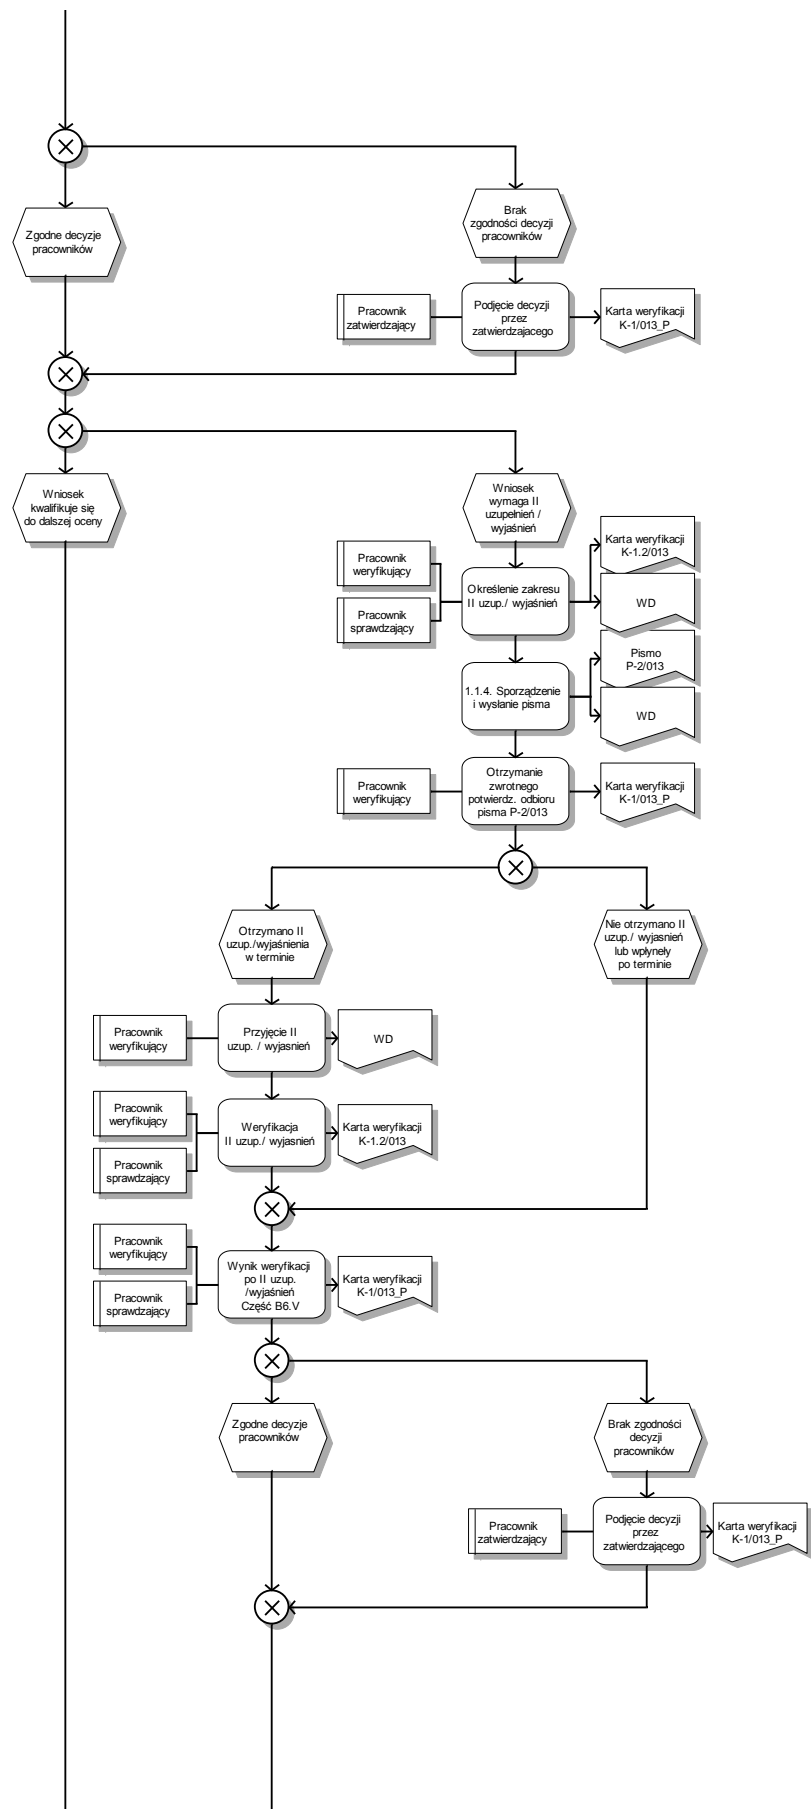 Zgodne decyzje
pracowników
Brak
zgodności decyzji
pracowników
Pracownik
zatwierdzający
Podjęcie decyzji
przez
zatwierdzajacego
Karta weryfikacji
K-1/013_P
Wniosek
kwalifikuje się
do dalszej oceny
Wniosek
wymaga II
uzupełnień /
wyjaśnień
Pracownik
weryfikujący
Pracownik
sprawdzający
Określenie zakresu
II uzup./ wyjaśnień
Karta weryfikacji
K-1.2/013
WD
1.1.4. Sporządzenie
i wysłanie pisma
Pismo
P-2/013
WD
Pracownik
weryfikujący
Otrzymanie
zwrotnego
potwierdz. odbioru
pisma P-2/013
Karta weryfikacji
K-1/013_P
Otrzymano II
uzup./wyjaśnienia
w terminie
Nie otrzymano II
uzup./ wyjasnień
lub wpłyneły
po terminie
Pracownik
weryfikujący
Przyjęcie II
uzup. / wyjasnień
WD
Pracownik
weryfikujący
Pracownik
sprawdzający
Weryfikacja
II uzup./ wyjasnień
Karta weryfikacji
K-1.2/013
Pracownik
weryfikujący
Pracownik
sprawdzający
Wynik weryfikacji
po II uzup.
/wyjaśnień
Część B6.V
Karta weryfikacji
K-1/013_P
Zgodne decyzje
pracowników
Brak zgodności
decyzji
pracowników
Pracownik
zatwierdzający
Podjęcie decyzji
przez
zatwierdzającego
Karta weryfikacji
K-1/013_P